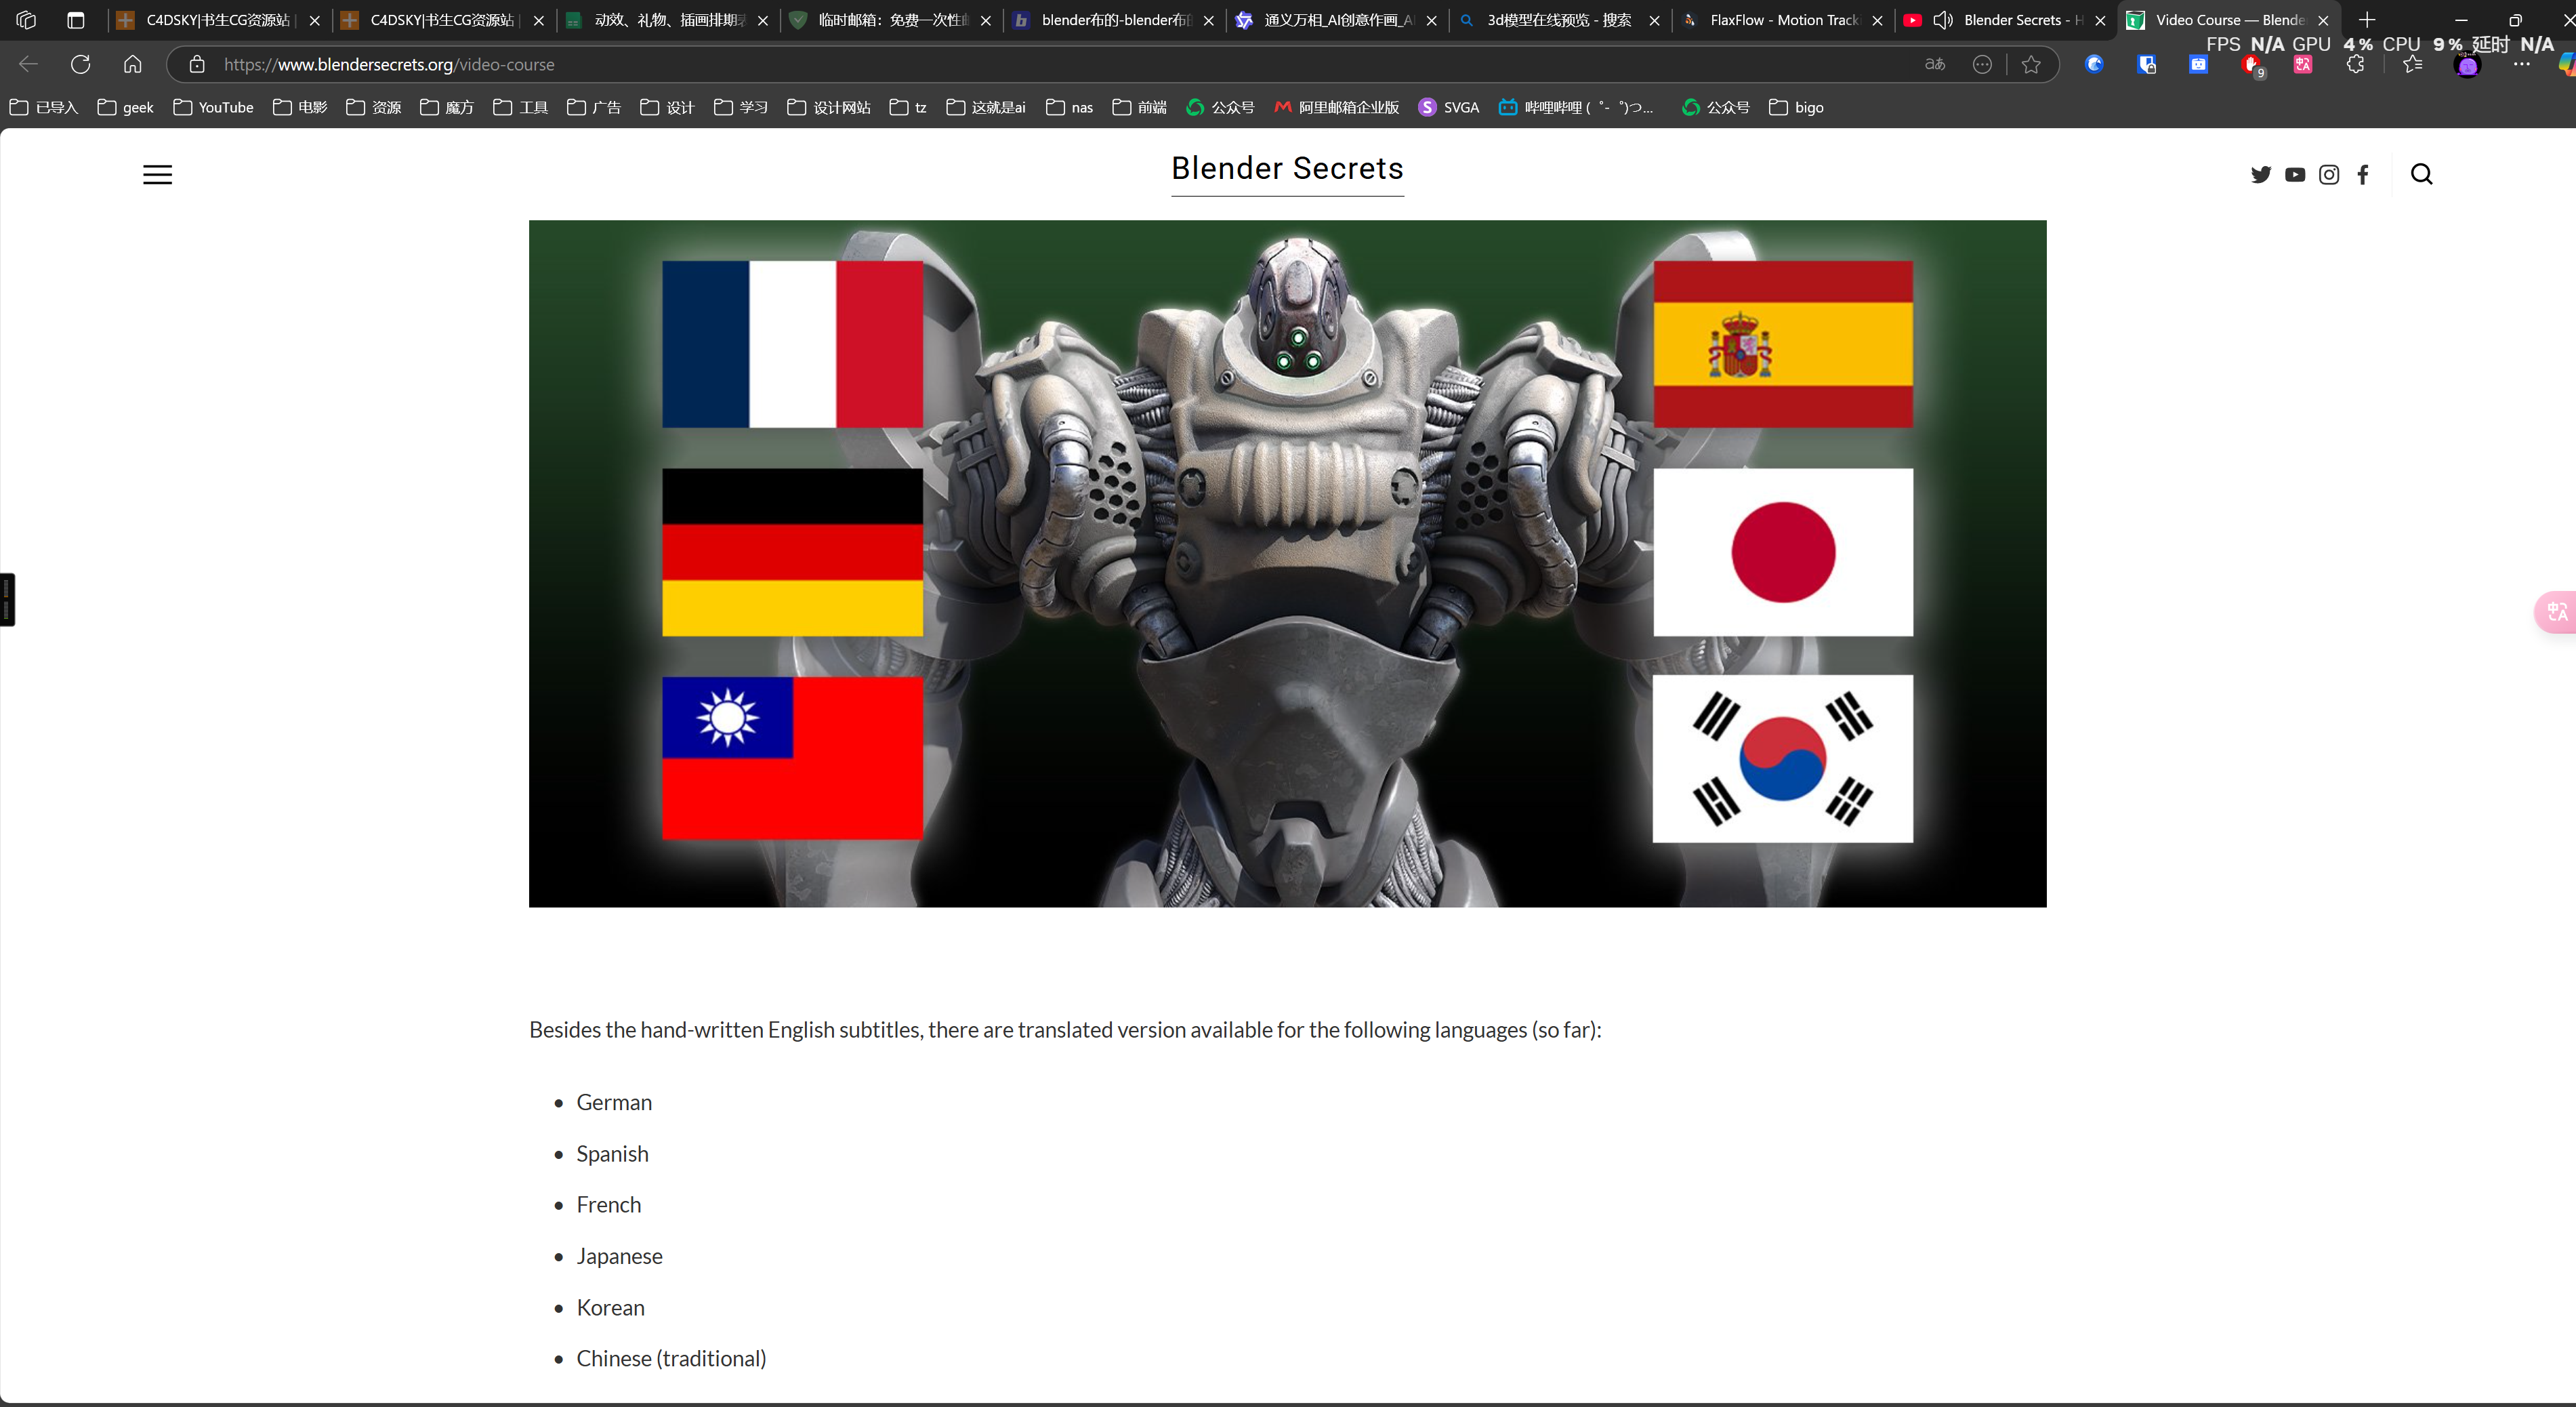 C4DSKY|书生CG资源站 |
C4DSKY|书生CG资源站 |
动效、礼物、插画排期
临时邮箱：免费一次性
blender布的-blender布
通义万相_AI创意作画_A
3d模型在线预览 - 搜索
FlaxFlow - Motion Track
Blender Secrets - H
Video Course — Blende
FPS N/A GPU 4% CPU 9% 延时 N/A
https://www.blendersecrets.org/video-course
aあ
9
已导入
geek
YouTube
电影
资源
魔方
工具
广告
设计
学习
设计网站
tz
这就是ai
nas
前端
公众号
阿里邮箱企业版
SVGA
哔哩哔哩 (゜-゜)つ...
公众号
bigo
Blender Secrets
Besides the hand-written English subtitles, there are translated version available for the following languages (so far):
German
Spanish
French
Japanese
Korean
Chinese (traditional)